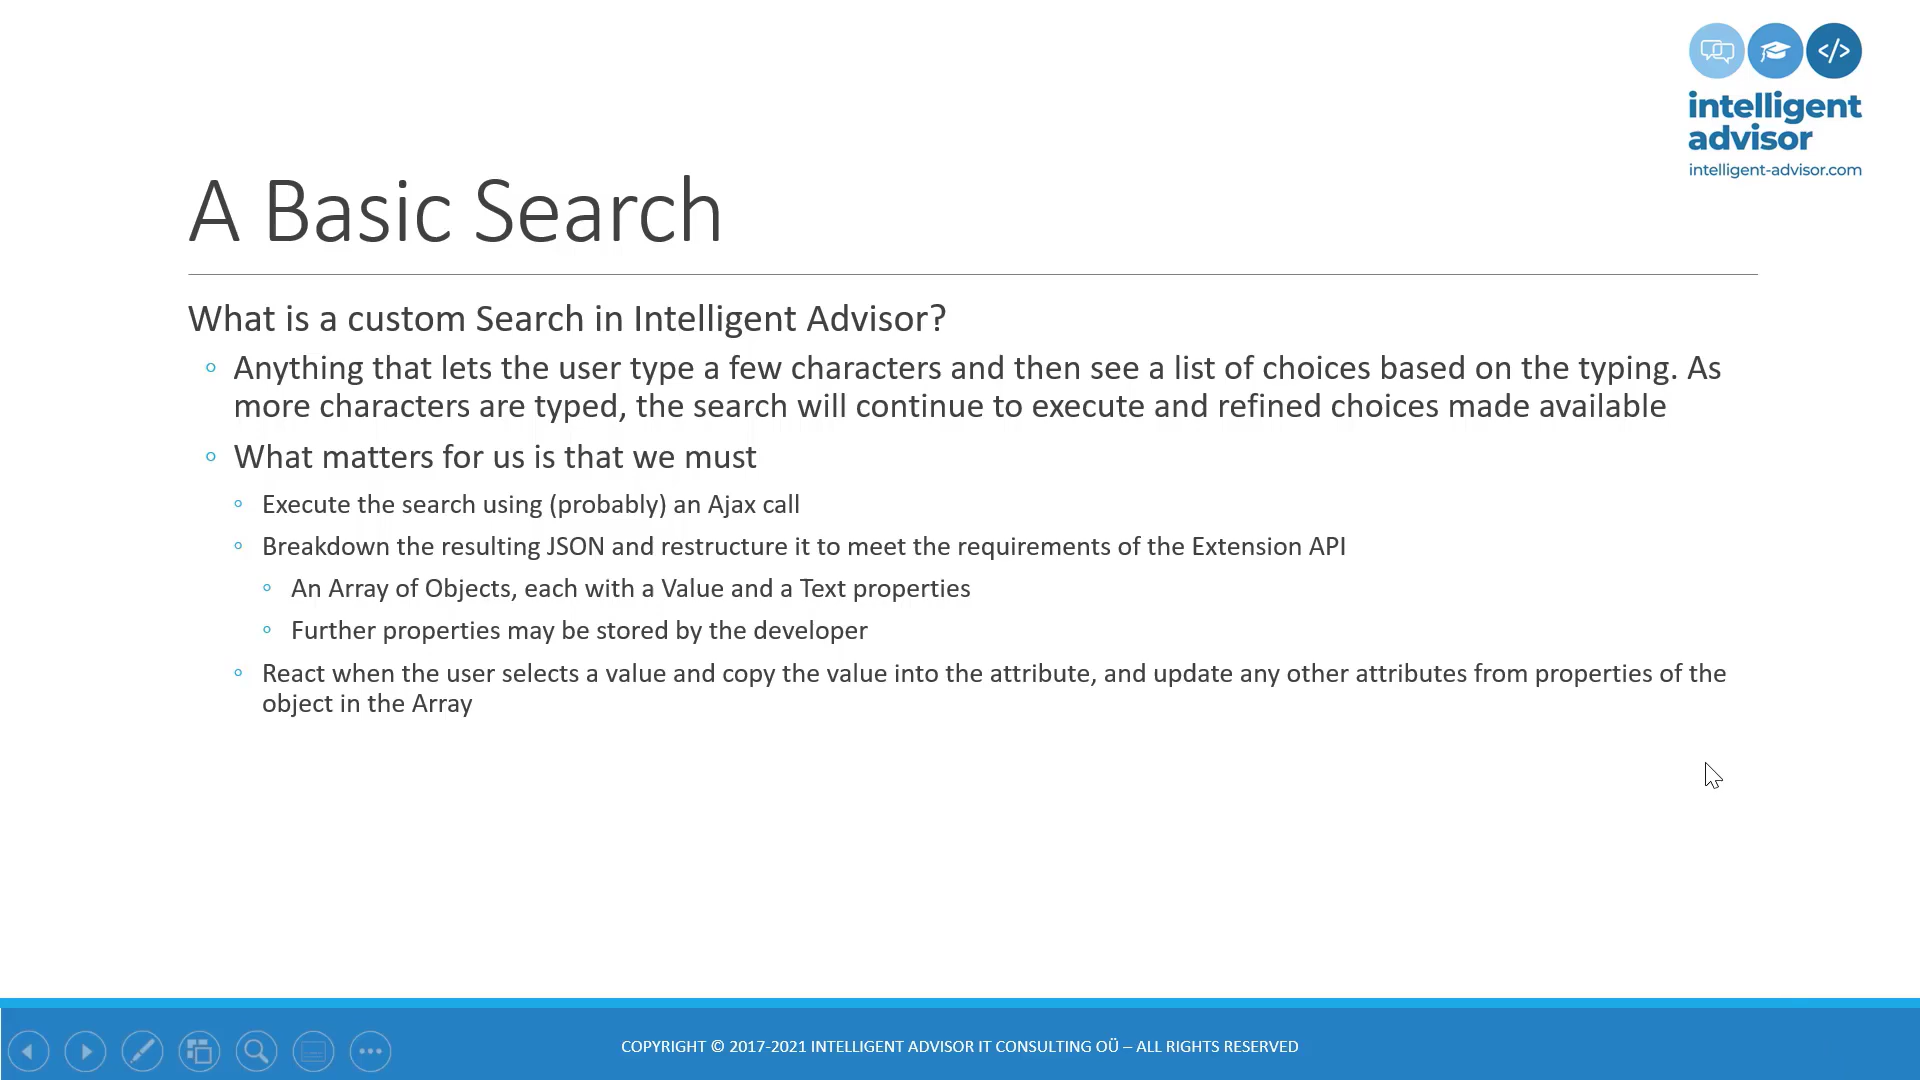 intelligent
advisor
intelligent-advisor.com
A Basic Search
What is a custom Search in Intelligent Advisor?
Anything that lets the user type a few characters and then see a list of choices based on the typing. As
more characters are typed, the search will continue to execute and refined choices made available
What matters for us is that we must
Execute the search using (probably) an Ajax call
Breakdown the resulting JSON and restructure it to meet the requirements of the Extension API
An Array of Objects, each with a Value and a Text properties
Further properties may be stored by the developer
React when the user selects a value and copy the value into the attribute, and update any other attributes from properties of the
object in the Array
COPYRIGHT © 2017-2021 INTELLIGENT ADVISOR IT CONSULTING OÜ – ALL RIGHTS RESERVED